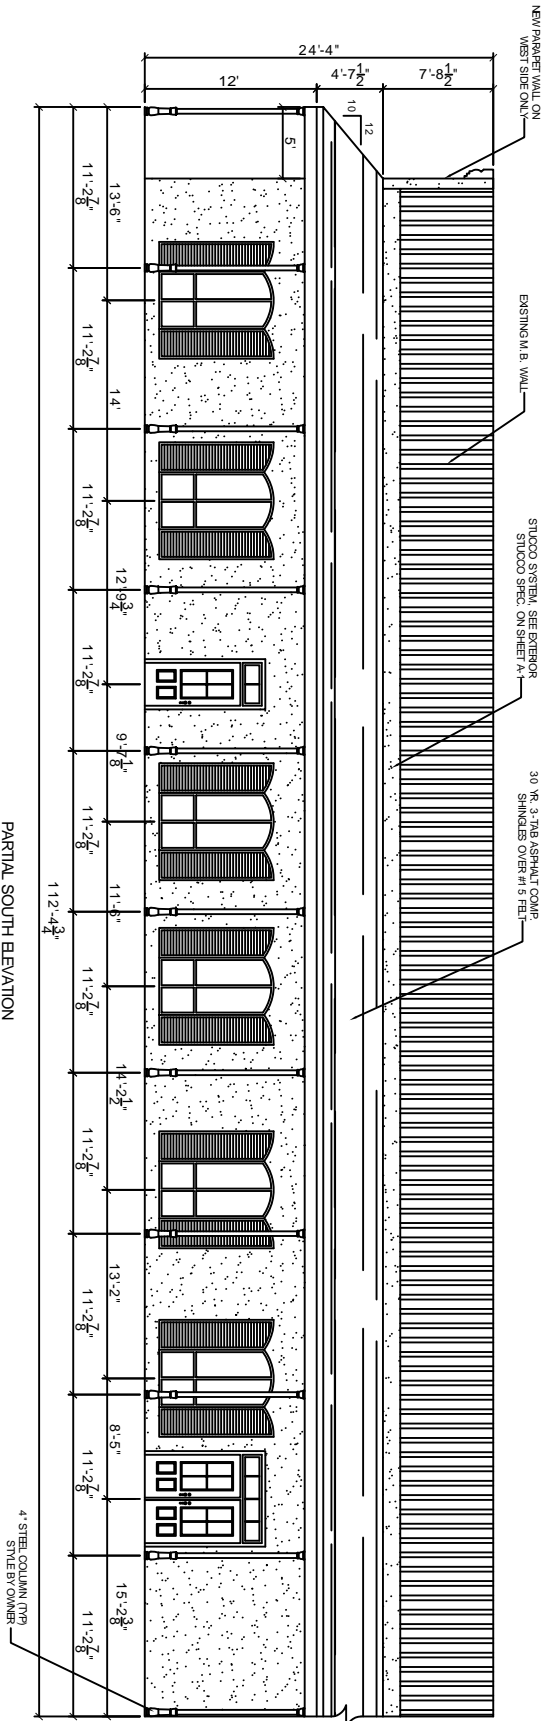 NEW PARAPET WALL ON
WEST SIDE ONLY
EXISTING M.B. WALL
STUCCO SYSTEM, SEE EXTERIOR
STUCCO SPEC. ON SHEET A-1
30 YR. 3-TAB ASPHALT COMP.
SHINGLES OVER #15 FELT
24'-4"
12'
4'-7 1/2"
7'-8 1/2"
10
12
5'
13'-6"
14'
12'-9 3/4"
9'-7 1/8"
11'-6"
14'-2 1/2"
13'-2"
8'-5"
15'-2 3/8"
11'-2 7/8"
11'-2 7/8"
11'-2 7/8"
11'-2 7/8"
11'-2 7/8"
11'-2 7/8"
11'-2 7/8"
11'-2 7/8"
11'-2 7/8"
11'-2 7/8"
112'-4 3/4"
4" STEEL COLUMN (TYP)
STYLE BY OWNER
PARTIAL SOUTH ELEVATION